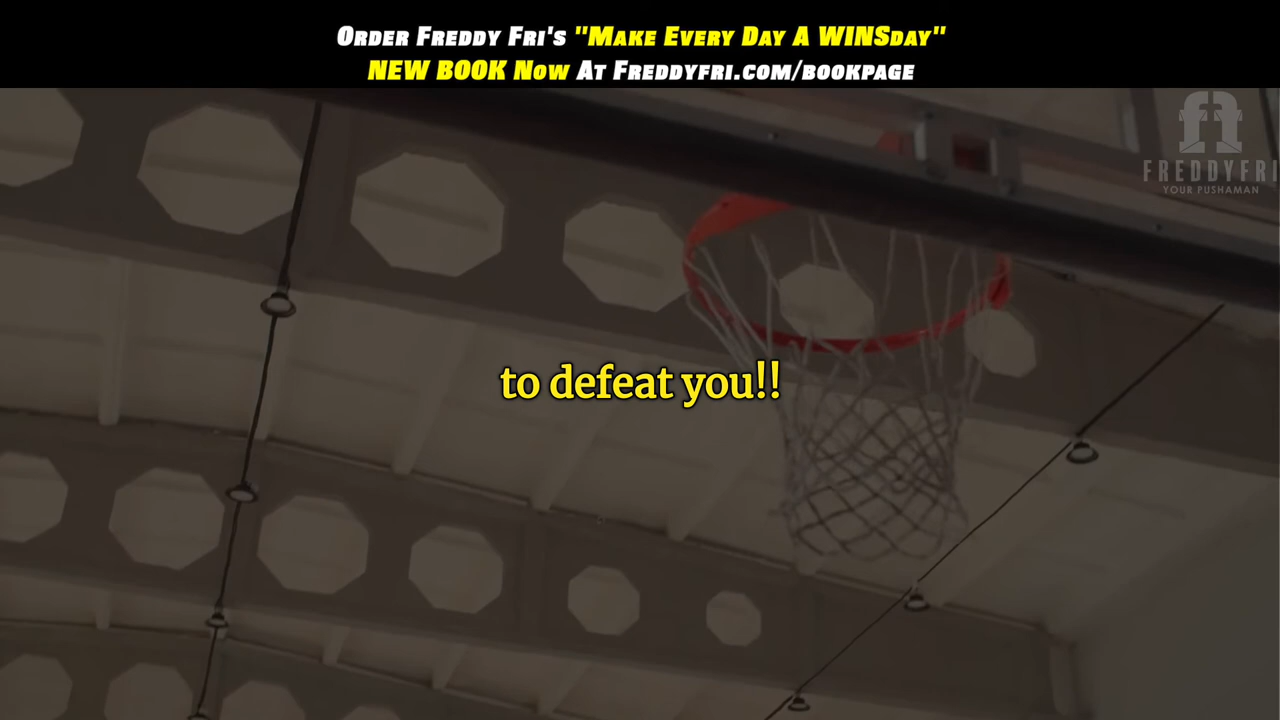 Order Freddy Fri's "Make Every Day A WINSday"
NEW BOOK Now At Freddyfri.com/bookpage
FREDDYFRI
YOUR PUSHAMAN
to defeat you!!